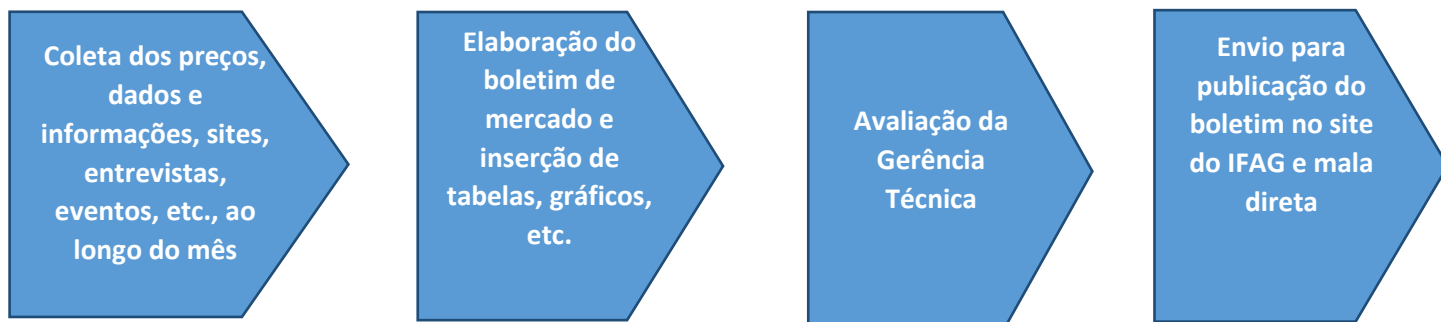 Coleta dos preços,
dados e
informações, sites,
entrevistas,
eventos, etc., ao
longo do mês
Elaboração do
boletim de
mercado e
inserção de
tabelas, gráficos,
etc.
Avaliação da
Gerência
Técnica
Envio para
publicação do
boletim no site
do IFAG e mala
direta